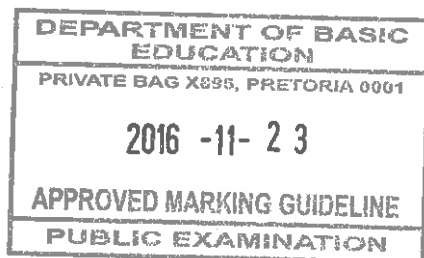 DEPARTMENT OF BASIC
EDUCATION
PRIVATE BAG X895, PRETORIA 0001
2016 -11- 23
APPROVED MARKING GUIDELINE
PUBLIC EXAMINATION